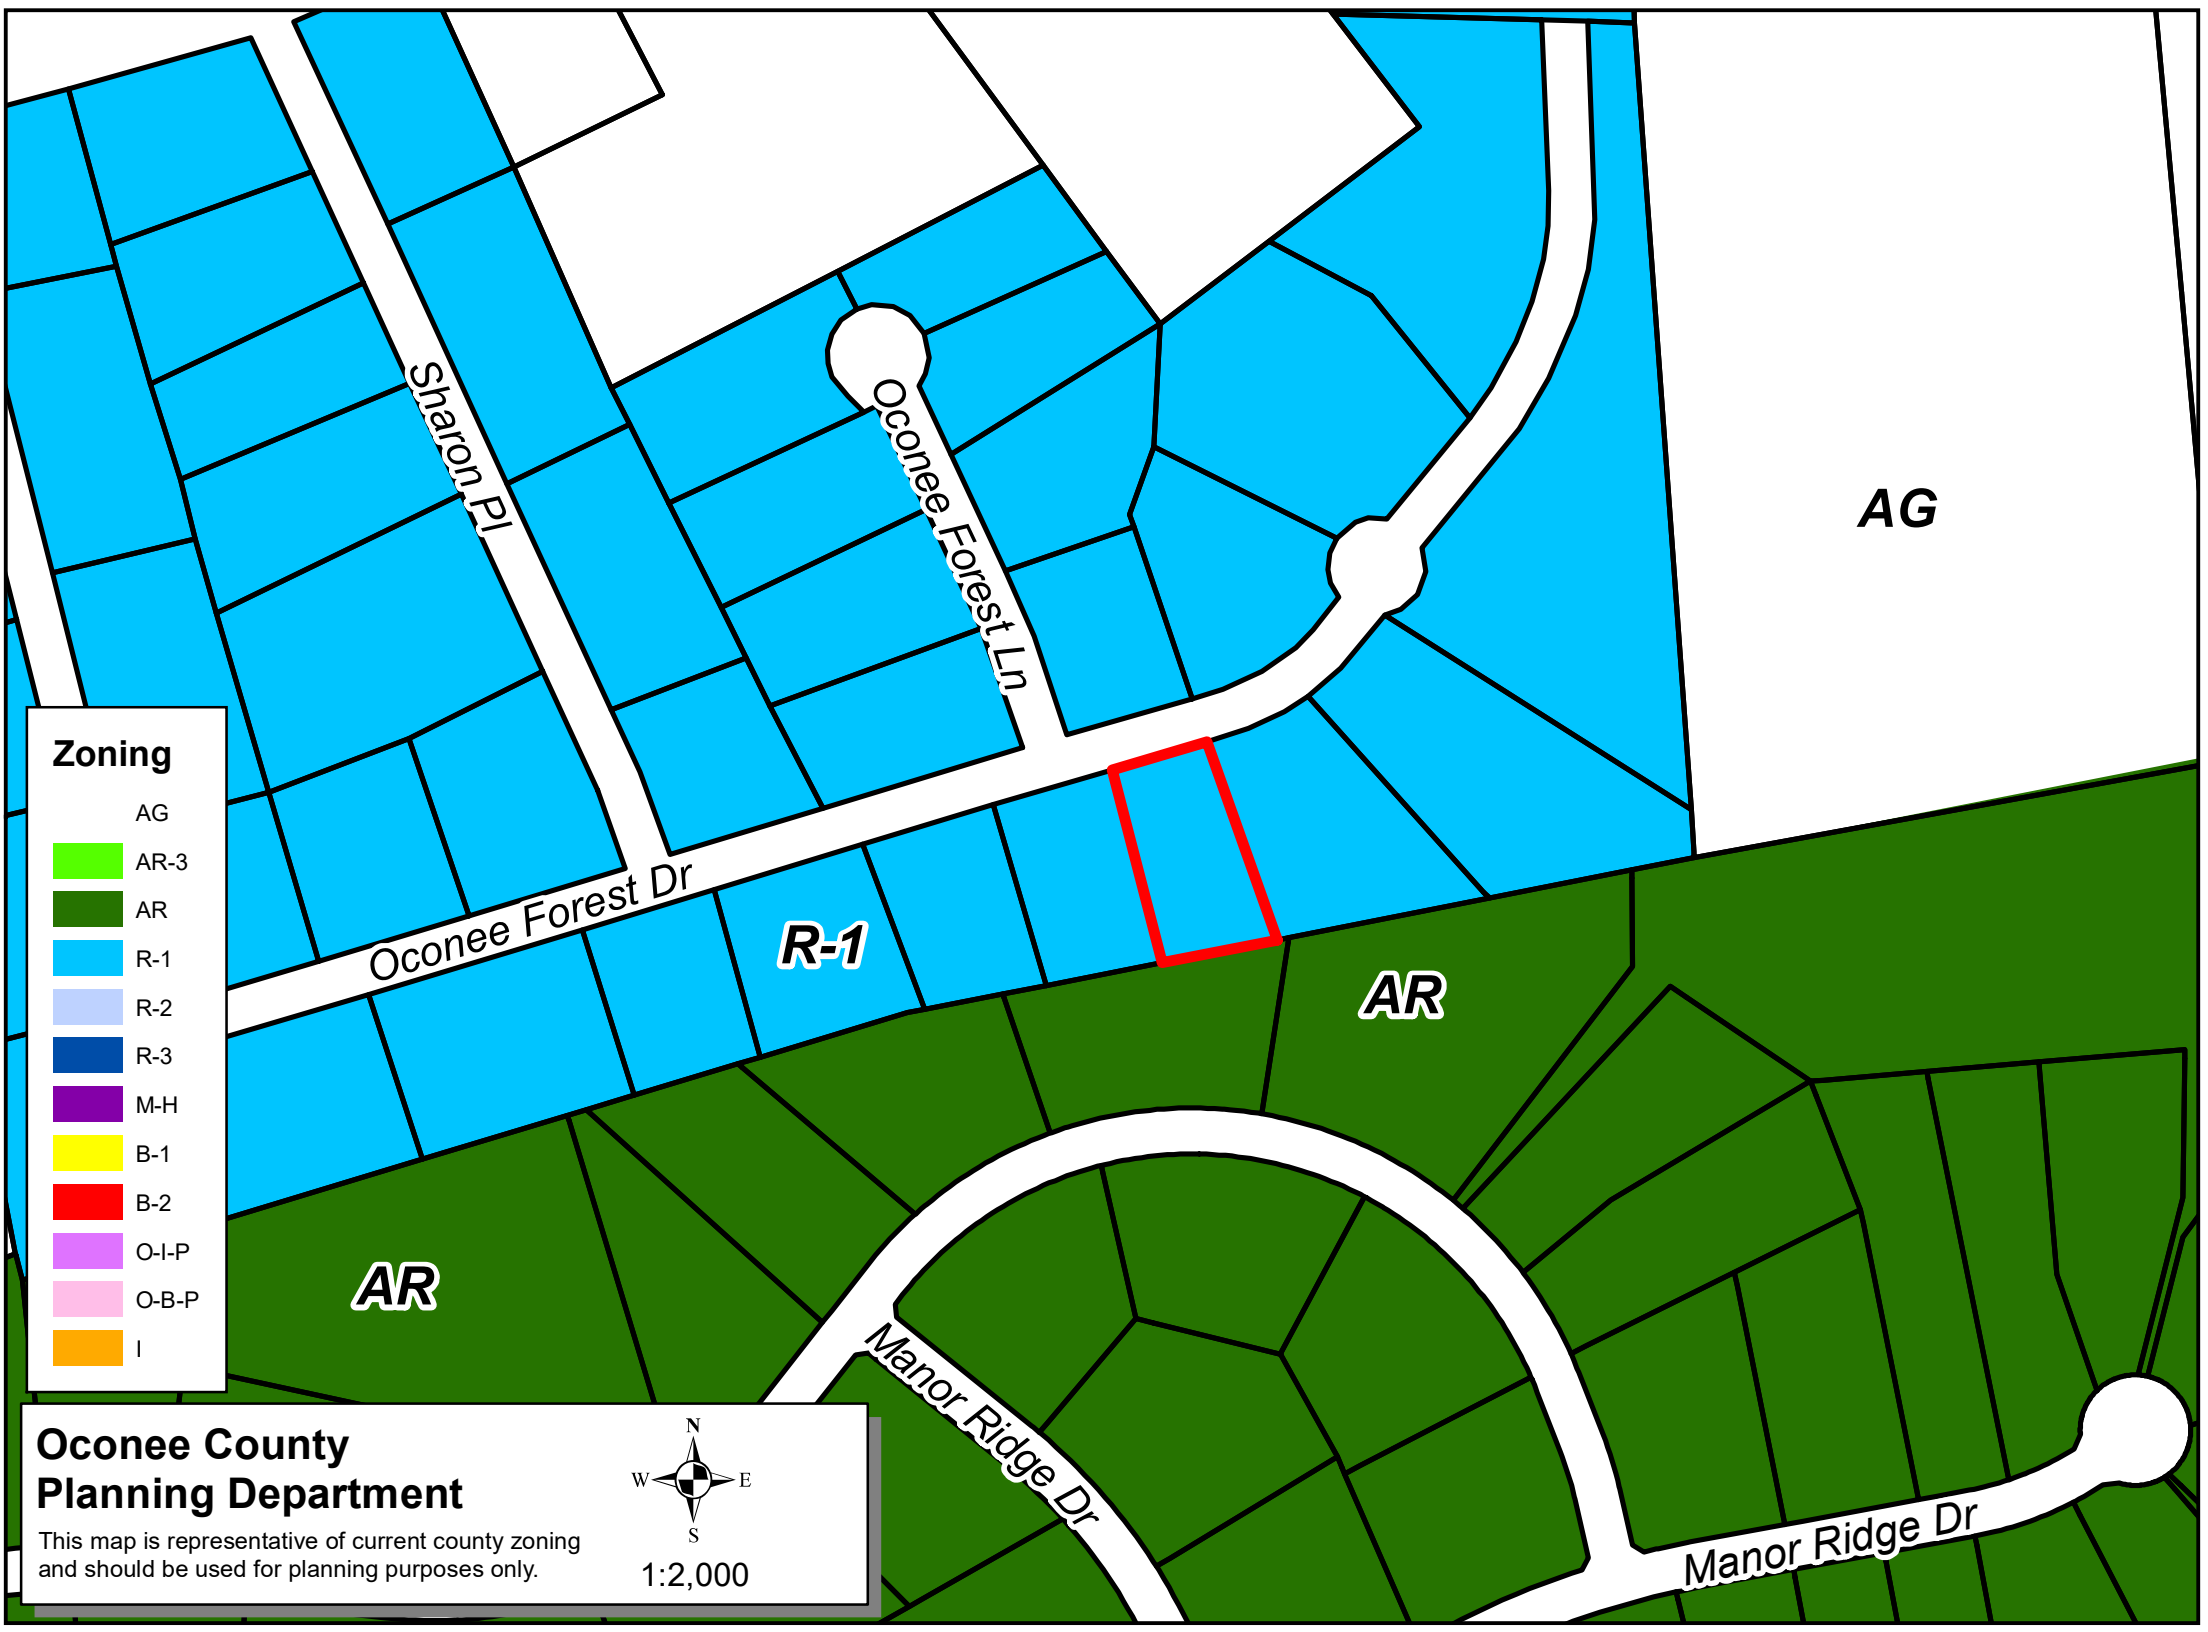 Sharon Pl
Oconee Forest Ln
AG
Zoning
AG
AR-3
AR
R-1
R-2
R-3
M-H
B-1
B-2
O-I-P
O-B-P
I
Oconee Forest Dr
R-1
AR
AR
Manor Ridge Dr
Manor Ridge Dr
Oconee County
Planning Department
This map is representative of current county zoning
and should be used for planning purposes only.
N
W E
S
1:2,000